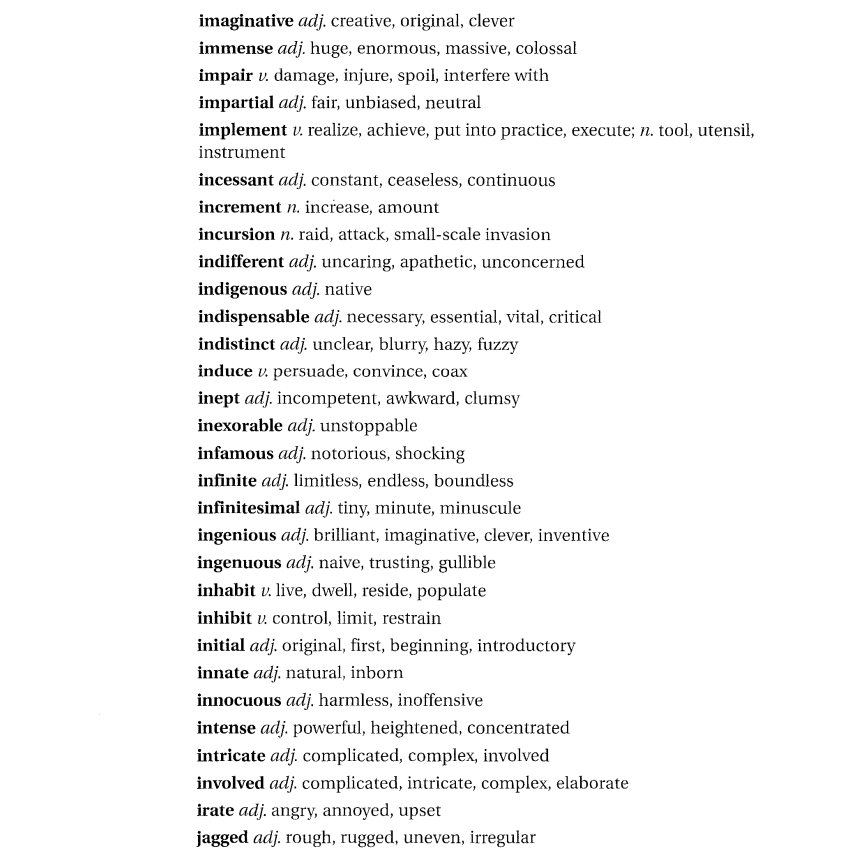 imaginative adj. creative, original, clever
immense adj. huge, enormous, massive, colossal
impair v. damage, injure, spoil, interfere with
impartial adj. fair, unbiased, neutral
implement v. realize, achieve, put into practice, execute; n. tool, utensil,
instrument
incessant adj. constant, ceaseless, continuous
increment n. increase, amount
incursion n. raid, attack, small-scale invasion
indifferent adj. uncaring, apathetic, unconcerned
indigenous adj. native
indispensable adj. necessary, essential, vital, critical
indistinct adj. unclear, blurry, hazy, fuzzy
induce v. persuade, convince, coax
inept adj. incompetent, awkward, clumsy
inexorable adj. unstoppable
infamous adj. notorious, shocking
infinite adj. limitless, endless, boundless
infinitesimal adj. tiny, minute, minuscule
ingenious adj. brilliant, imaginative, clever, inventive
ingenuous adj. naive, trusting, gullible
inhabit v. live, dwell, reside, populate
inhibit v. control, limit, restrain
initial adj. original, first, beginning, introductory
innate adj. natural, inborn
innocuous adj. harmless, inoffensive
intense adj. powerful, heightened, concentrated
intricate adj. complicated, complex, involved
involved adj. complicated, intricate, complex, elaborate
irate adj. angry, annoyed, upset
jagged adj. rough, rugged, uneven, irregular